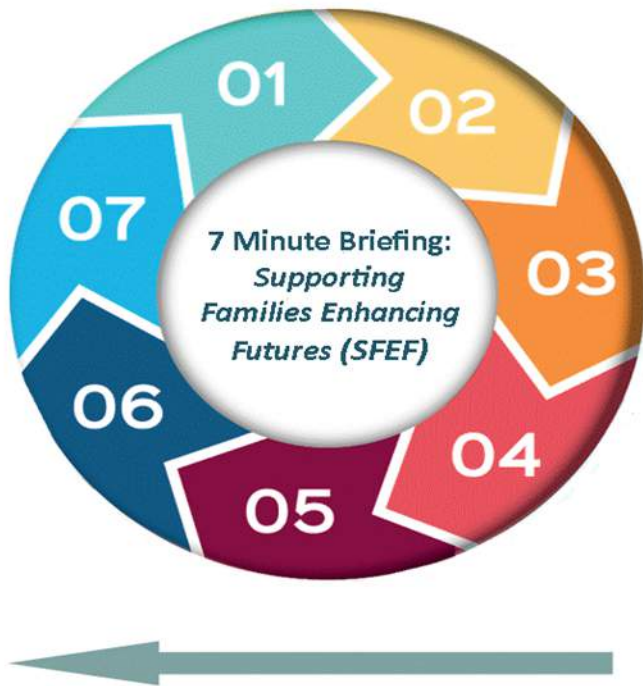 01
02
03
04
05
06
07
7 Minute Briefing:
Supporting
Families Enhancing
Futures (SFEF)